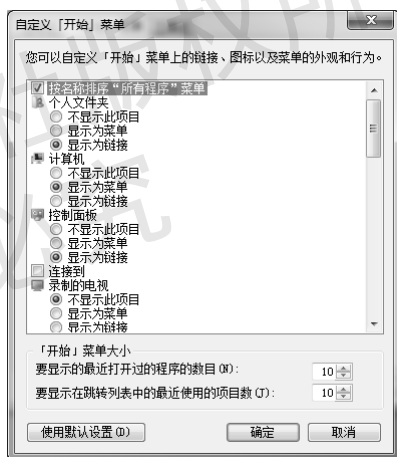 自定义「开始」菜单
您可以自定义「开始」菜单上的链接、图标以及菜单的外观和行为。
按名称排序“所有程序”菜单
个人文件夹
不显示此项目
显示为菜单
显示为链接
计算机
不显示此项目
显示为菜单
显示为链接
控制面板
不显示此项目
显示为菜单
显示为链接
连接到
录制的电视
不显示此项目
显示为菜单
显示为链接
「开始」菜单大小
要显示的最近打开过的程序的数目(N): 10
要显示在跳转列表中的最近使用的项目数(J): 10
使用默认设置(D) 确定 取消